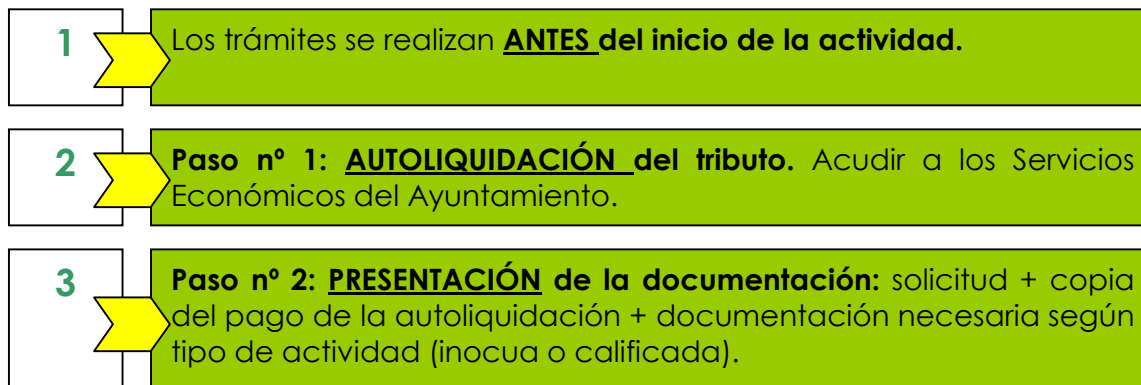 1
Los trámites se realizan ANTES del inicio de la actividad.
2
Paso nº 1: AUTOLIQUIDACIÓN del tributo. Acudir a los Servicios
Económicos del Ayuntamiento.
3
Paso nº 2: PRESENTACIÓN de la documentación: solicitud + copia
del pago de la autoliquidación + documentación necesaria según
tipo de actividad (inocua o calificada).